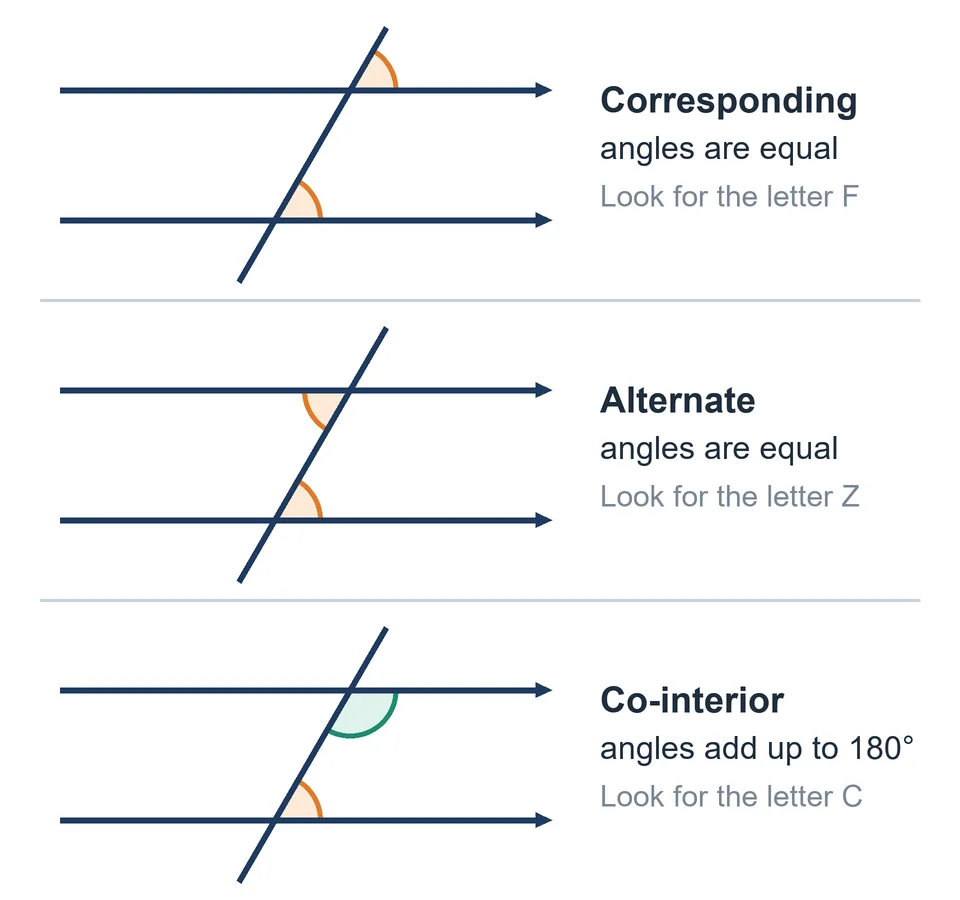 Corresponding
angles are equal
Look for the letter F
Alternate
angles are equal
Look for the letter Z
Co-interior
angles add up to 180°
Look for the letter C